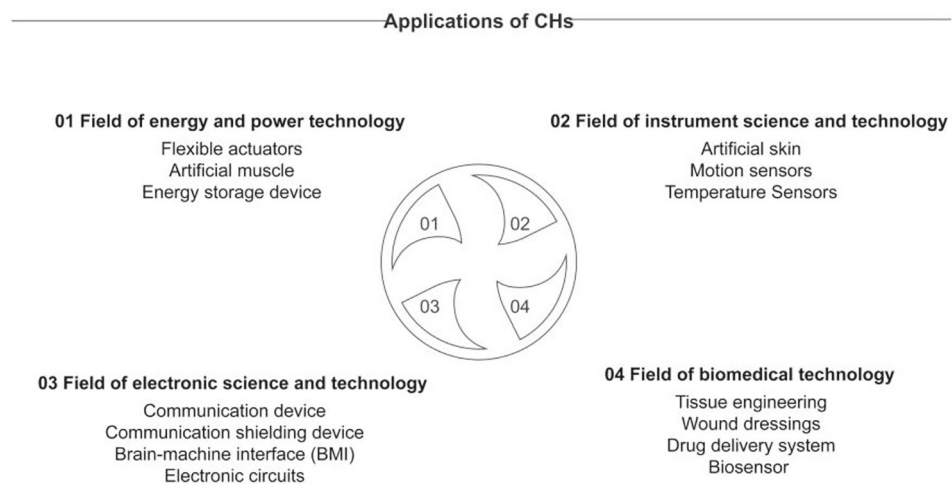 Applications of CHs
01 Field of energy and power technology
Flexible actuators
Artificial muscle
Energy storage device
02 Field of instrument science and technology
Artificial skin
Motion sensors
Temperature Sensors
01
02
03
04
03 Field of electronic science and technology
Communication device
Communication shielding device
Brain-machine interface (BMI)
Electronic circuits
04 Field of biomedical technology
Tissue engineering
Wound dressings
Drug delivery system
Biosensor